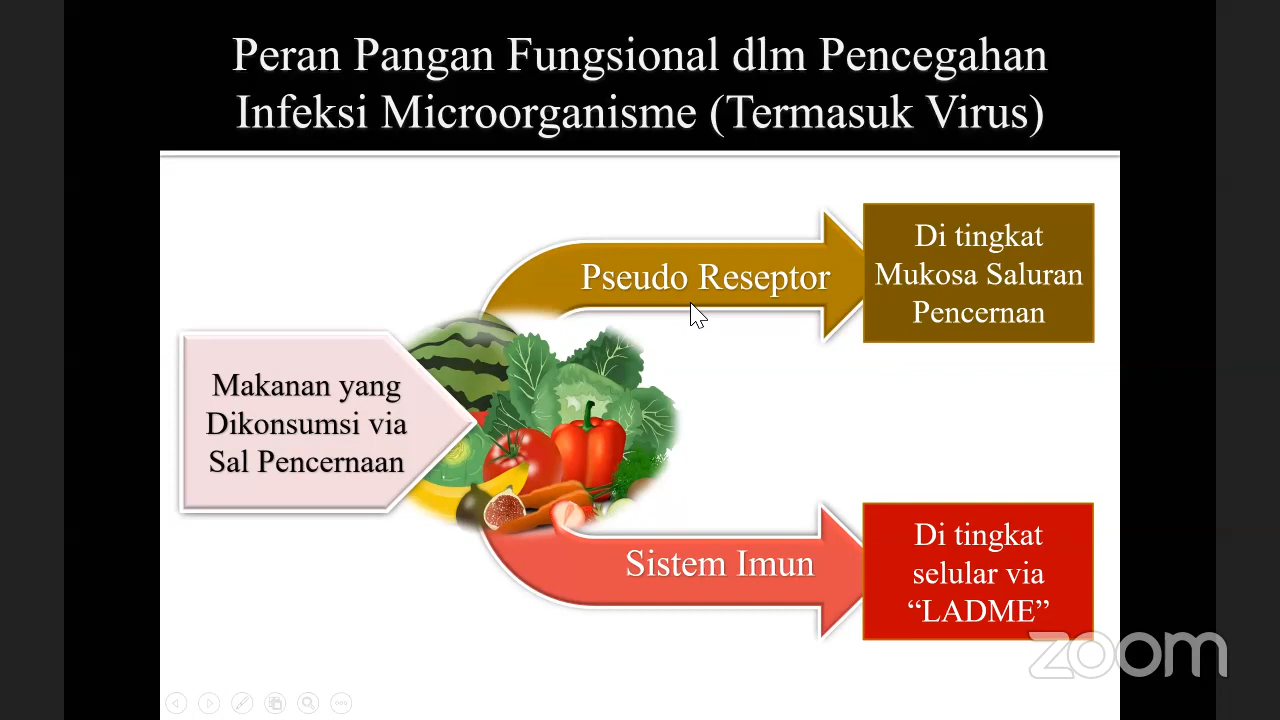 Peran Pangan Fungsional dlm Pencegahan
Infeksi Microorganisme (Termasuk Virus)
Pseudo Reseptor
Di tingkat
Mukosa Saluran
Pencernan
Makanan yang
Dikonsumsi via
Sal Pencernaan
Sistem Imun
Di tingkat
selular via
“LADME”
zoom